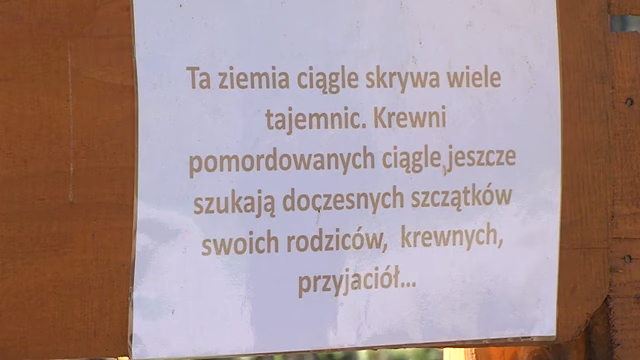 Ta ziemia ciągle skrywa wiele
tajemnic. Krewni
pomordowanych ciągle jeszcze
szukają doczesnych szczątków
swoich rodziców, krewnych,
przyjaciół...